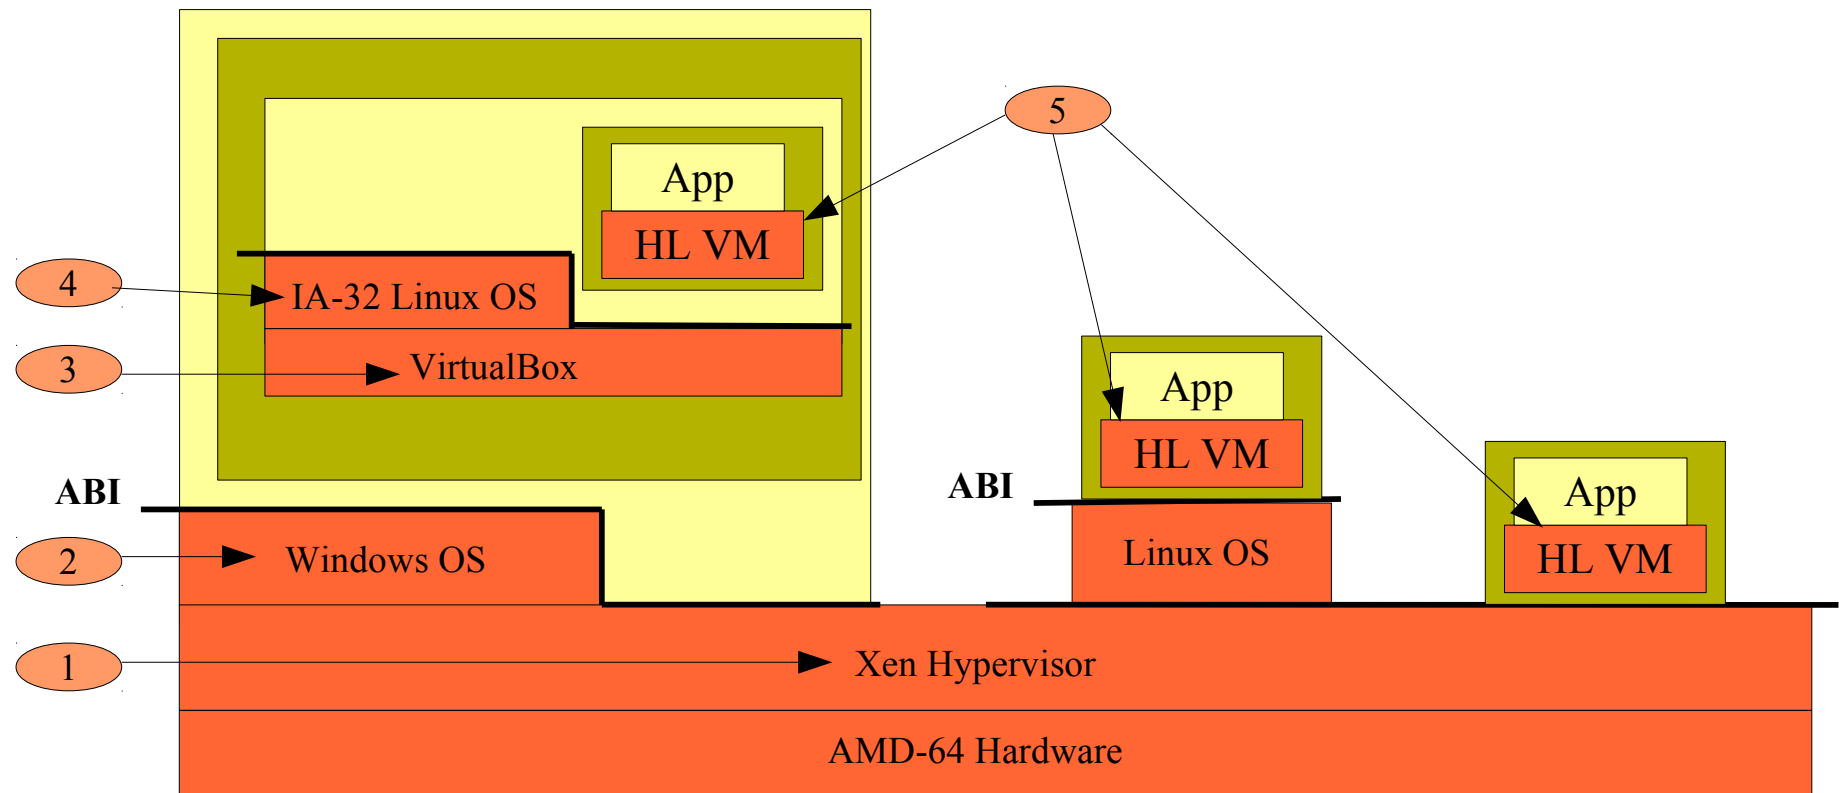 5
App
HL VM
4
IA-32 Linux OS
3
VirtualBox
App
HL VM
ABI
ABI
App
HL VM
2
Windows OS
Linux OS
1
Xen Hypervisor
AMD-64 Hardware